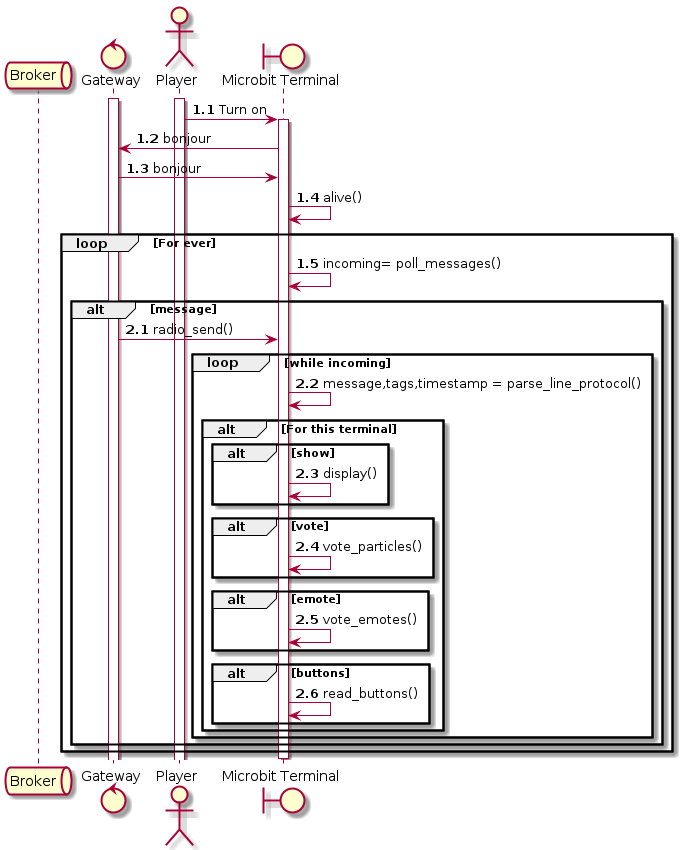 Broker
Gateway
Player
Microbit Terminal
1.1 Turn on
1.2 bonjour
1.3 bonjour
1.4 alive()
loop [For ever]
1.5 incoming= poll_messages()
alt [message]
2.1 radio_send()
loop [while incoming]
2.2 message,tags,timestamp = parse_line_protocol()
alt [For this terminal]
alt [show]
2.3 display()
alt [vote]
2.4 vote_particles()
alt [emote]
2.5 vote_emotes()
alt [buttons]
2.6 read_buttons()
Broker
Gateway
Player
Microbit Terminal